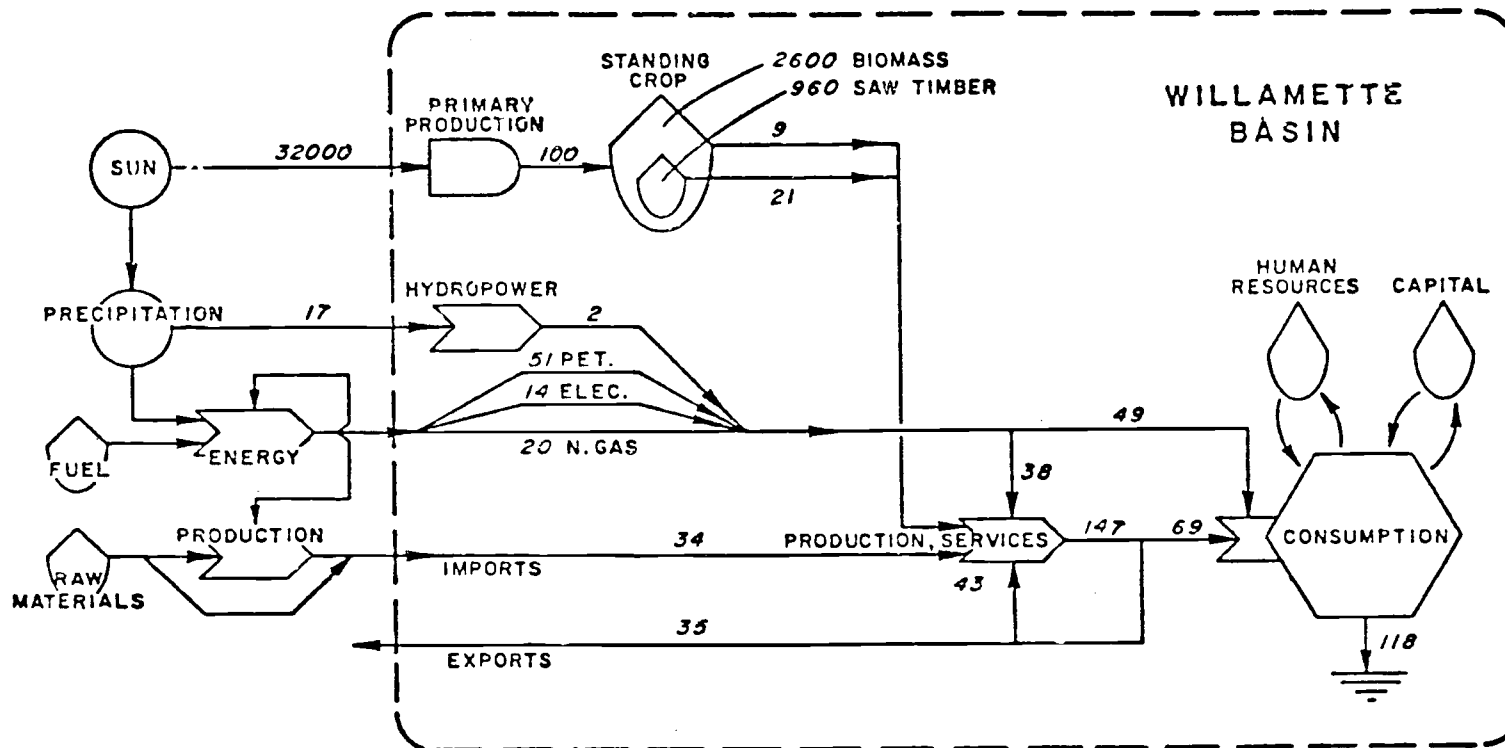 STANDING
CROP
2600 BIOMASS
960 SAW TIMBER
WILLAMETTE
BASIN
PRIMARY
PRODUCTION
9
SUN
32000
100
21
HUMAN
RESOURCES
CAPITAL
HYDROPOWER
PRECIPITATION
17
2
51 PET.
14 ELEC.
49
20 N. GAS
ENERGY
FUEL
38
PRODUCTION
34
PRODUCTION, SERVICES
147
69
CONSUMPTION
IMPORTS
RAW
MATERIALS
43
35
EXPORTS
118